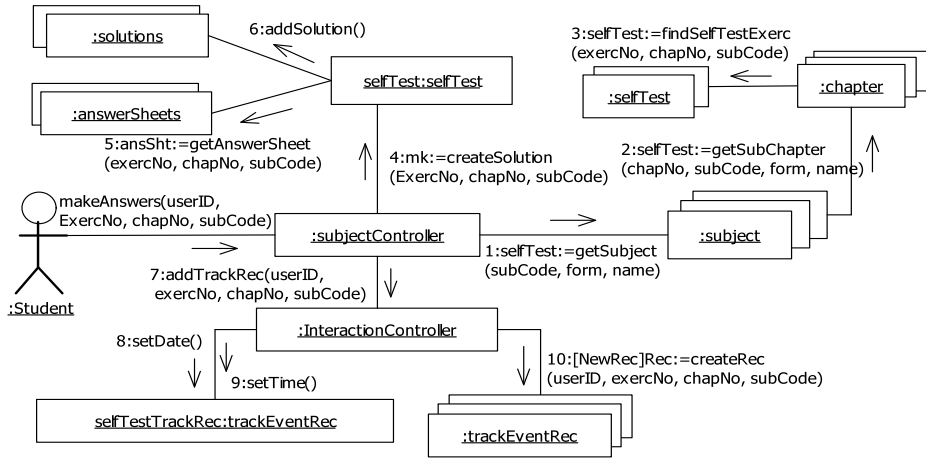 :solutions
6:addSolution()
selfTest:selfTest
3:selfTest:=findSelfTestExerc
(exercNo, chapNo, subCode)
:selfTest
:chapter
:answerSheets
5:ansSht:=getAnswerSheet
(exercNo, chapNo, subCode)
4:mk:=createSolution
(ExercNo, chapNo, subCode)
2:selfTest:=getSubChapter
(chapNo, subCode, form, name)
makeAnswers(userID,
ExercNo, chapNo, subCode)
:subjectController
:subject
1:selfTest:=getSubject
(subCode, form, name)
:Student
7:addTrackRec(userID,
exercNo, chapNo, subCode)
:InteractionController
8:setDate()
9:setTime()
10:[NewRec]Rec:=createRec
(userID, exercNo, chapNo, subCode)
selfTestTrackRec:trackEventRec
:trackEventRec